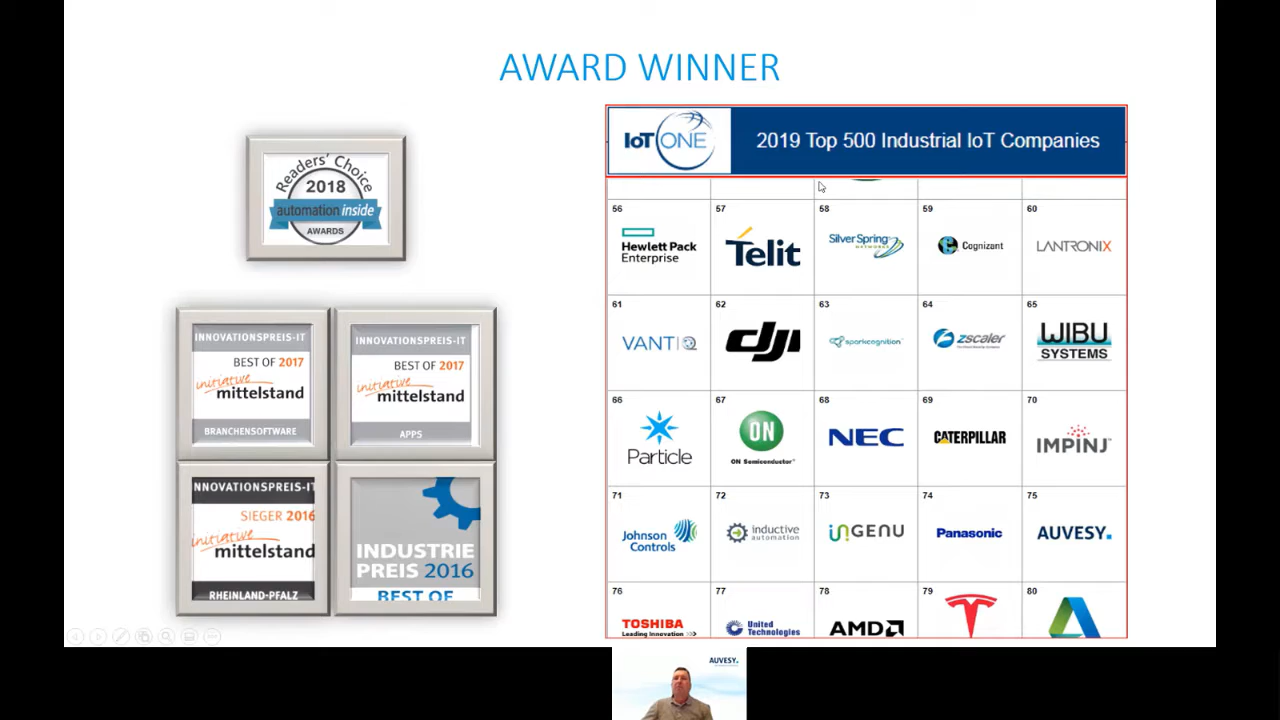 AWARD WINNER
Readers' Choice
2018
automation inside
AWARDS
INNOVATIONSPREIS-IT
BEST OF 2017
initiative
mittelstand
BRANCHENSOFTWARE
INNOVATIONSPREIS-IT
BEST OF 2017
initiative
mittelstand
APPS
NNOVATIONSPREIS-IT
SIEGER 2016
initiative
mittelstand
RHEINLAND-PFALZ
INDUSTRIE
PREIS 2016
BEST OF
IoT ONE
2019 Top 500 Industrial IoT Companies
56 57 58 59 60
Hewlett Pack
Enterprise
Telit
Silver Spring
NETWORKS
Cognizant
LANTRONIX
61 62 63 64 65
VANTIQ
dji
sparkcognition
zscaler
WIBU
SYSTEMS
66 67 68 69 70
Particle
ON
ON Semiconductor
NEC
CATERPILLAR
IMPINJ
71 72 73 74 75
Johnson
Controls
inductive
automation
inGENU
Panasonic
AUVESY.
76 77 78 79 80
TOSHIBA
Leading Innovation >>>
United
Technologies
AMD
AUVESY.